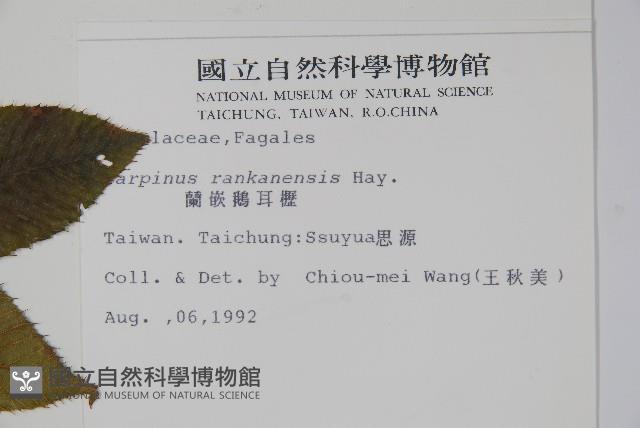 國立自然科學博物館
NATIONAL MUSEUM OF NATURAL SCIENCE
TAICHUNG, TAIWAN, R.O.CHINA
laceae,Fagales
arpinus rankanensis Hay.
蘭嵌鵝耳櫪
Taiwan. Taichung:Ssuyua思源
Coll. & Det. by Chiou-mei Wang(王秋美)
Aug. ,06,1992
國立自然科學博物館
NATIONAL MUSEUM OF NATURAL SCIENCE